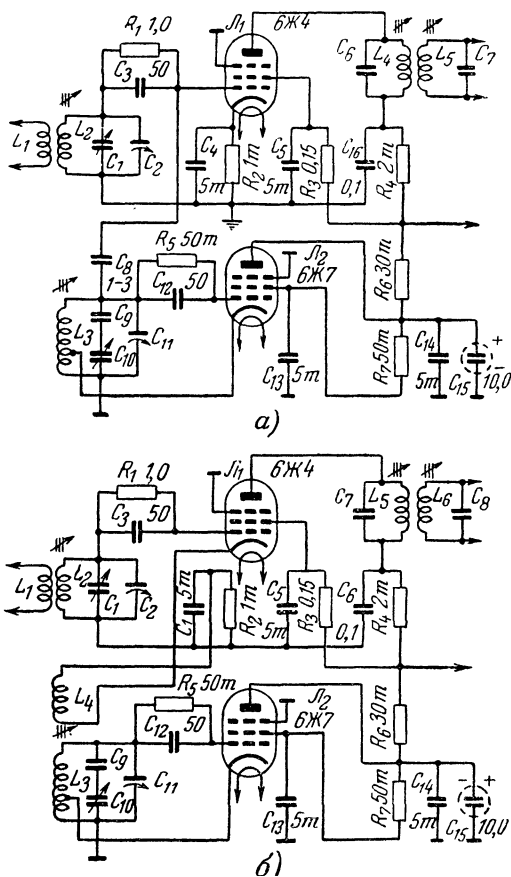 R1 1,0
Л1
6Ж4
C3
50
C6
L4
L5
C7
L1
L2
C1
C2
C4
5т
R2 1т
C5
5т
R3 0,15
C16
0,1
R4 2т
C8
1-3
R5 50т
C12
50
Л2
6Ж7
R6 30т
C9
L3
C10
C11
C13
5т
R7 50т
C14
5т
+
−
C15
10,0
а)
R1 1,0
Л1
6Ж4
C3
50
C7
L5
L6
C8
L1
L2
C1
C2
C1
5т
R2 1т
C5
5т
R3 0,15
C6
0,1
R4 2т
L4
R5 50т
C12
50
Л2
6Ж7
R6 30т
C9
L3
C10
C11
C13
5т
R7 50т
C14
5т
−
+
C15
10,0
б)